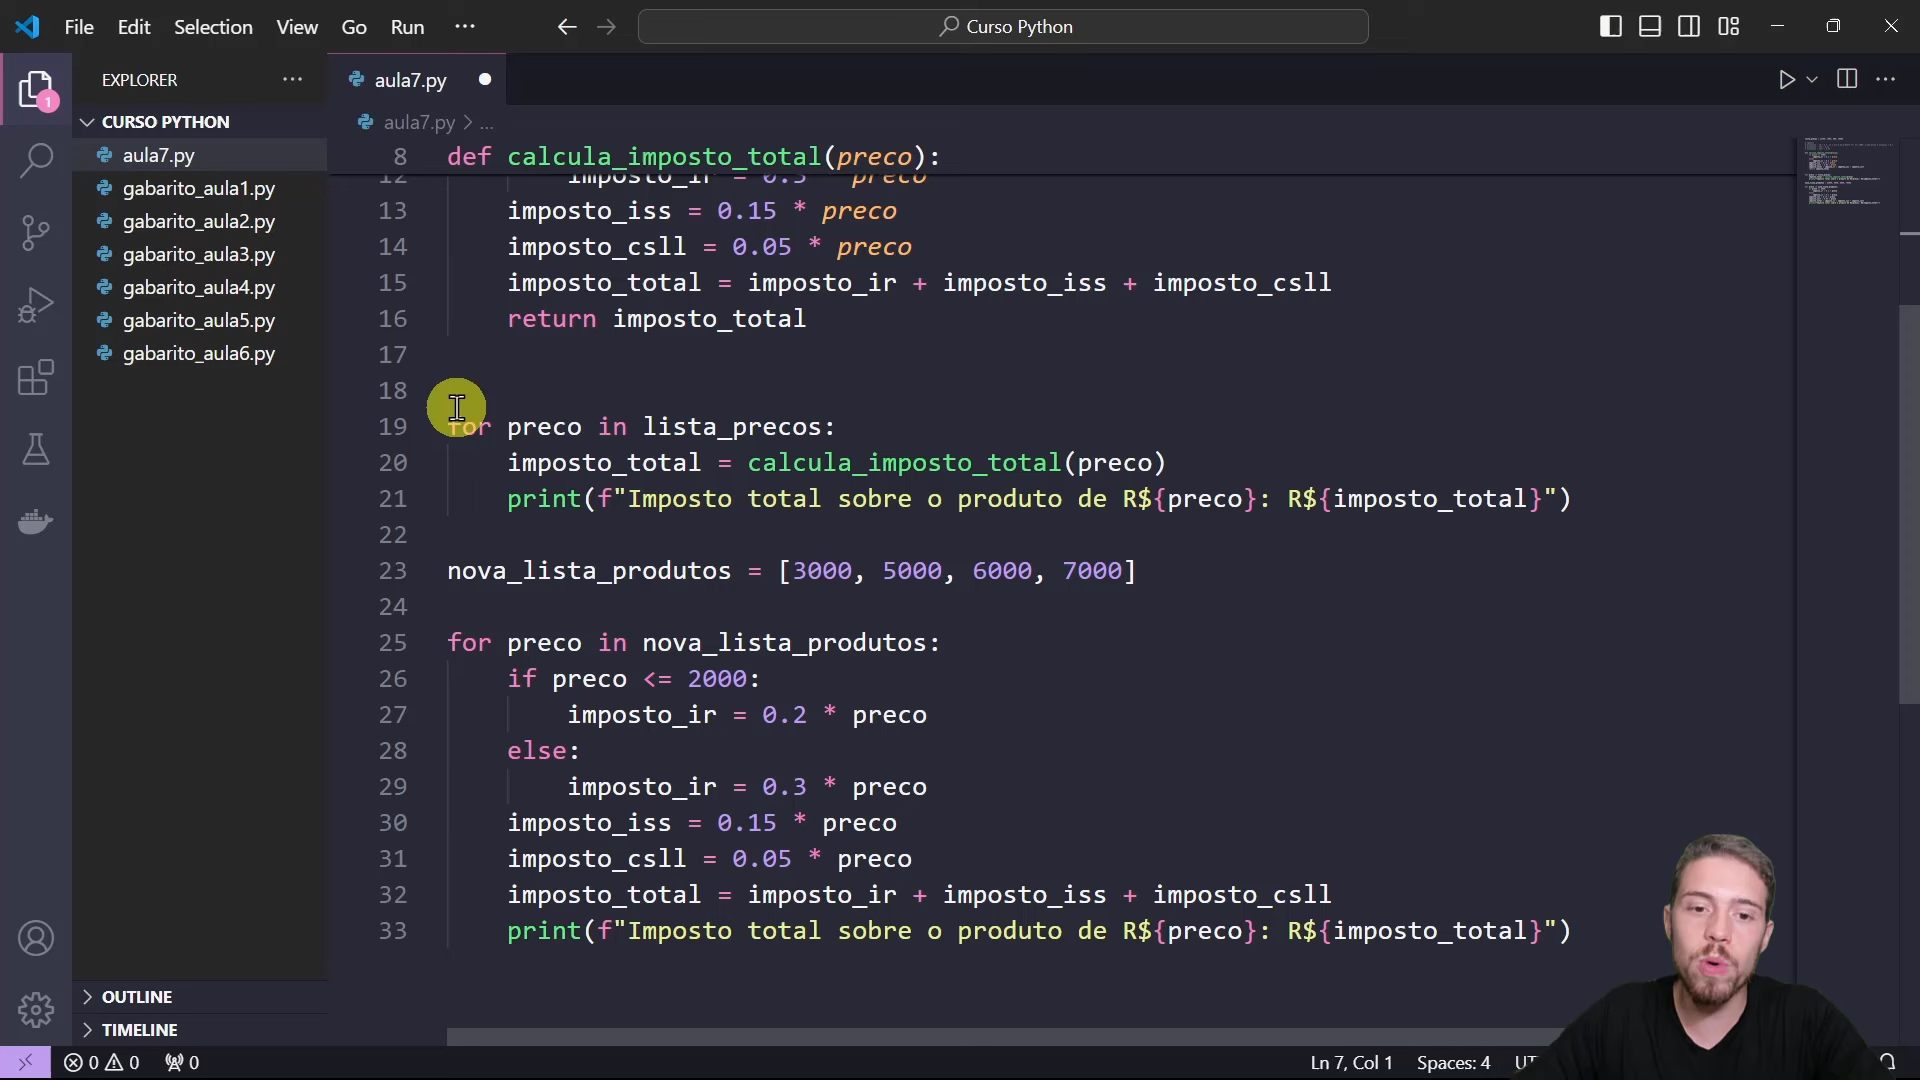 File Edit Selection View Go Run ···
Curso Python
EXPLORER
1
CURSO PYTHON
aula7.py
gabarito_aula1.py
gabarito_aula2.py
gabarito_aula3.py
gabarito_aula4.py
gabarito_aula5.py
gabarito_aula6.py
OUTLINE
TIMELINE
aula7.py
aula7.py > ...
8 def calcula_imposto_total(preco):
12 imposto_ir = 0.3 * preco
13 imposto_iss = 0.15 * preco
14 imposto_csll = 0.05 * preco
15 imposto_total = imposto_ir + imposto_iss + imposto_csll
16 return imposto_total
17
18
19 for preco in lista_precos:
20 imposto_total = calcula_imposto_total(preco)
21 print(f"Imposto total sobre o produto de R${preco}: R${imposto_total}")
22
23 nova_lista_produtos = [3000, 5000, 6000, 7000]
24
25 for preco in nova_lista_produtos:
26 if preco <= 2000:
27 imposto_ir = 0.2 * preco
28 else:
29 imposto_ir = 0.3 * preco
30 imposto_iss = 0.15 * preco
31 imposto_csll = 0.05 * preco
32 imposto_total = imposto_ir + imposto_iss + imposto_csll
33 print(f"Imposto total sobre o produto de R${preco}: R${imposto_total}")
0 0 0
Ln 7, Col 1 Spaces: 4